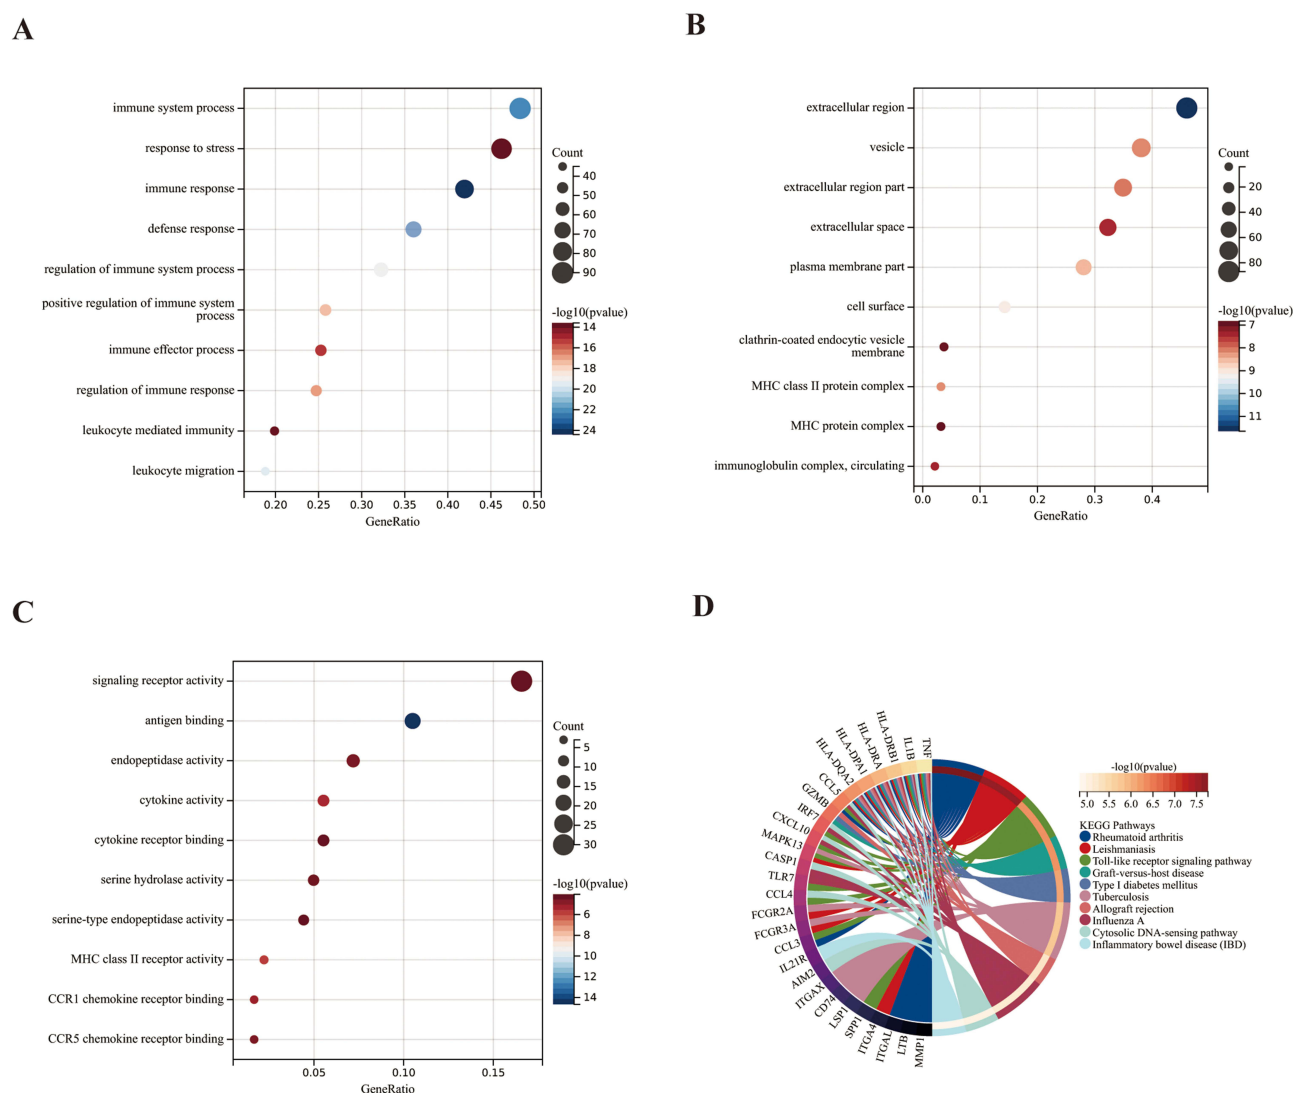 A
immune system process
response to stress
immune response
defense response
regulation of immune system process
positive regulation of immune system
process
immune effector process
regulation of immune response
leukocyte mediated immunity
leukocyte migration
0.20 0.25 0.30 0.35 0.40 0.45 0.50
GeneRatio
Count
40
50
60
70
80
90
-log10(pvalue)
14
16
18
20
22
24
B
extracellular region
vesicle
extracellular region part
extracellular space
plasma membrane part
cell surface
clathrin-coated endocytic vesicle
membrane
MHC class II protein complex
MHC protein complex
immunoglobulin complex, circulating
0.0 0.1 0.2 0.3 0.4
GeneRatio
Count
20
40
60
80
-log10(pvalue)
7
8
9
10
11
C
signaling receptor activity
antigen binding
endopeptidase activity
cytokine activity
cytokine receptor binding
serine hydrolase activity
serine-type endopeptidase activity
MHC class II receptor activity
CCR1 chemokine receptor binding
CCR5 chemokine receptor binding
0.05 0.10 0.15
GeneRatio
Count
5
10
15
20
25
30
-log10(pvalue)
6
8
10
12
14
D
TNF
IL1B
HLA-DRB1
HLA-DRA
HLA-DPA1
HLA-DQA2
CCL5
GZMB
IRF7
CXCL10
MAPK13
CASP1
TLR7
CCL4
FCGR2A
FCGR3A
CCL3
IL21R
AIM2
ITGAX
CD74
LSP1
SPP1
ITGA4
ITGAL
LTB
MMP1
-log10(pvalue)
5.0 5.5 6.0 6.5 7.0 7.5
KEGG Pathways
Rheumatoid arthritis
Leishmaniasis
Toll-like receptor signaling pathway
Graft-versus-host disease
Type I diabetes mellitus
Tuberculosis
Allograft rejection
Influenza A
Cytosolic DNA-sensing pathway
Inflammatory bowel disease (IBD)